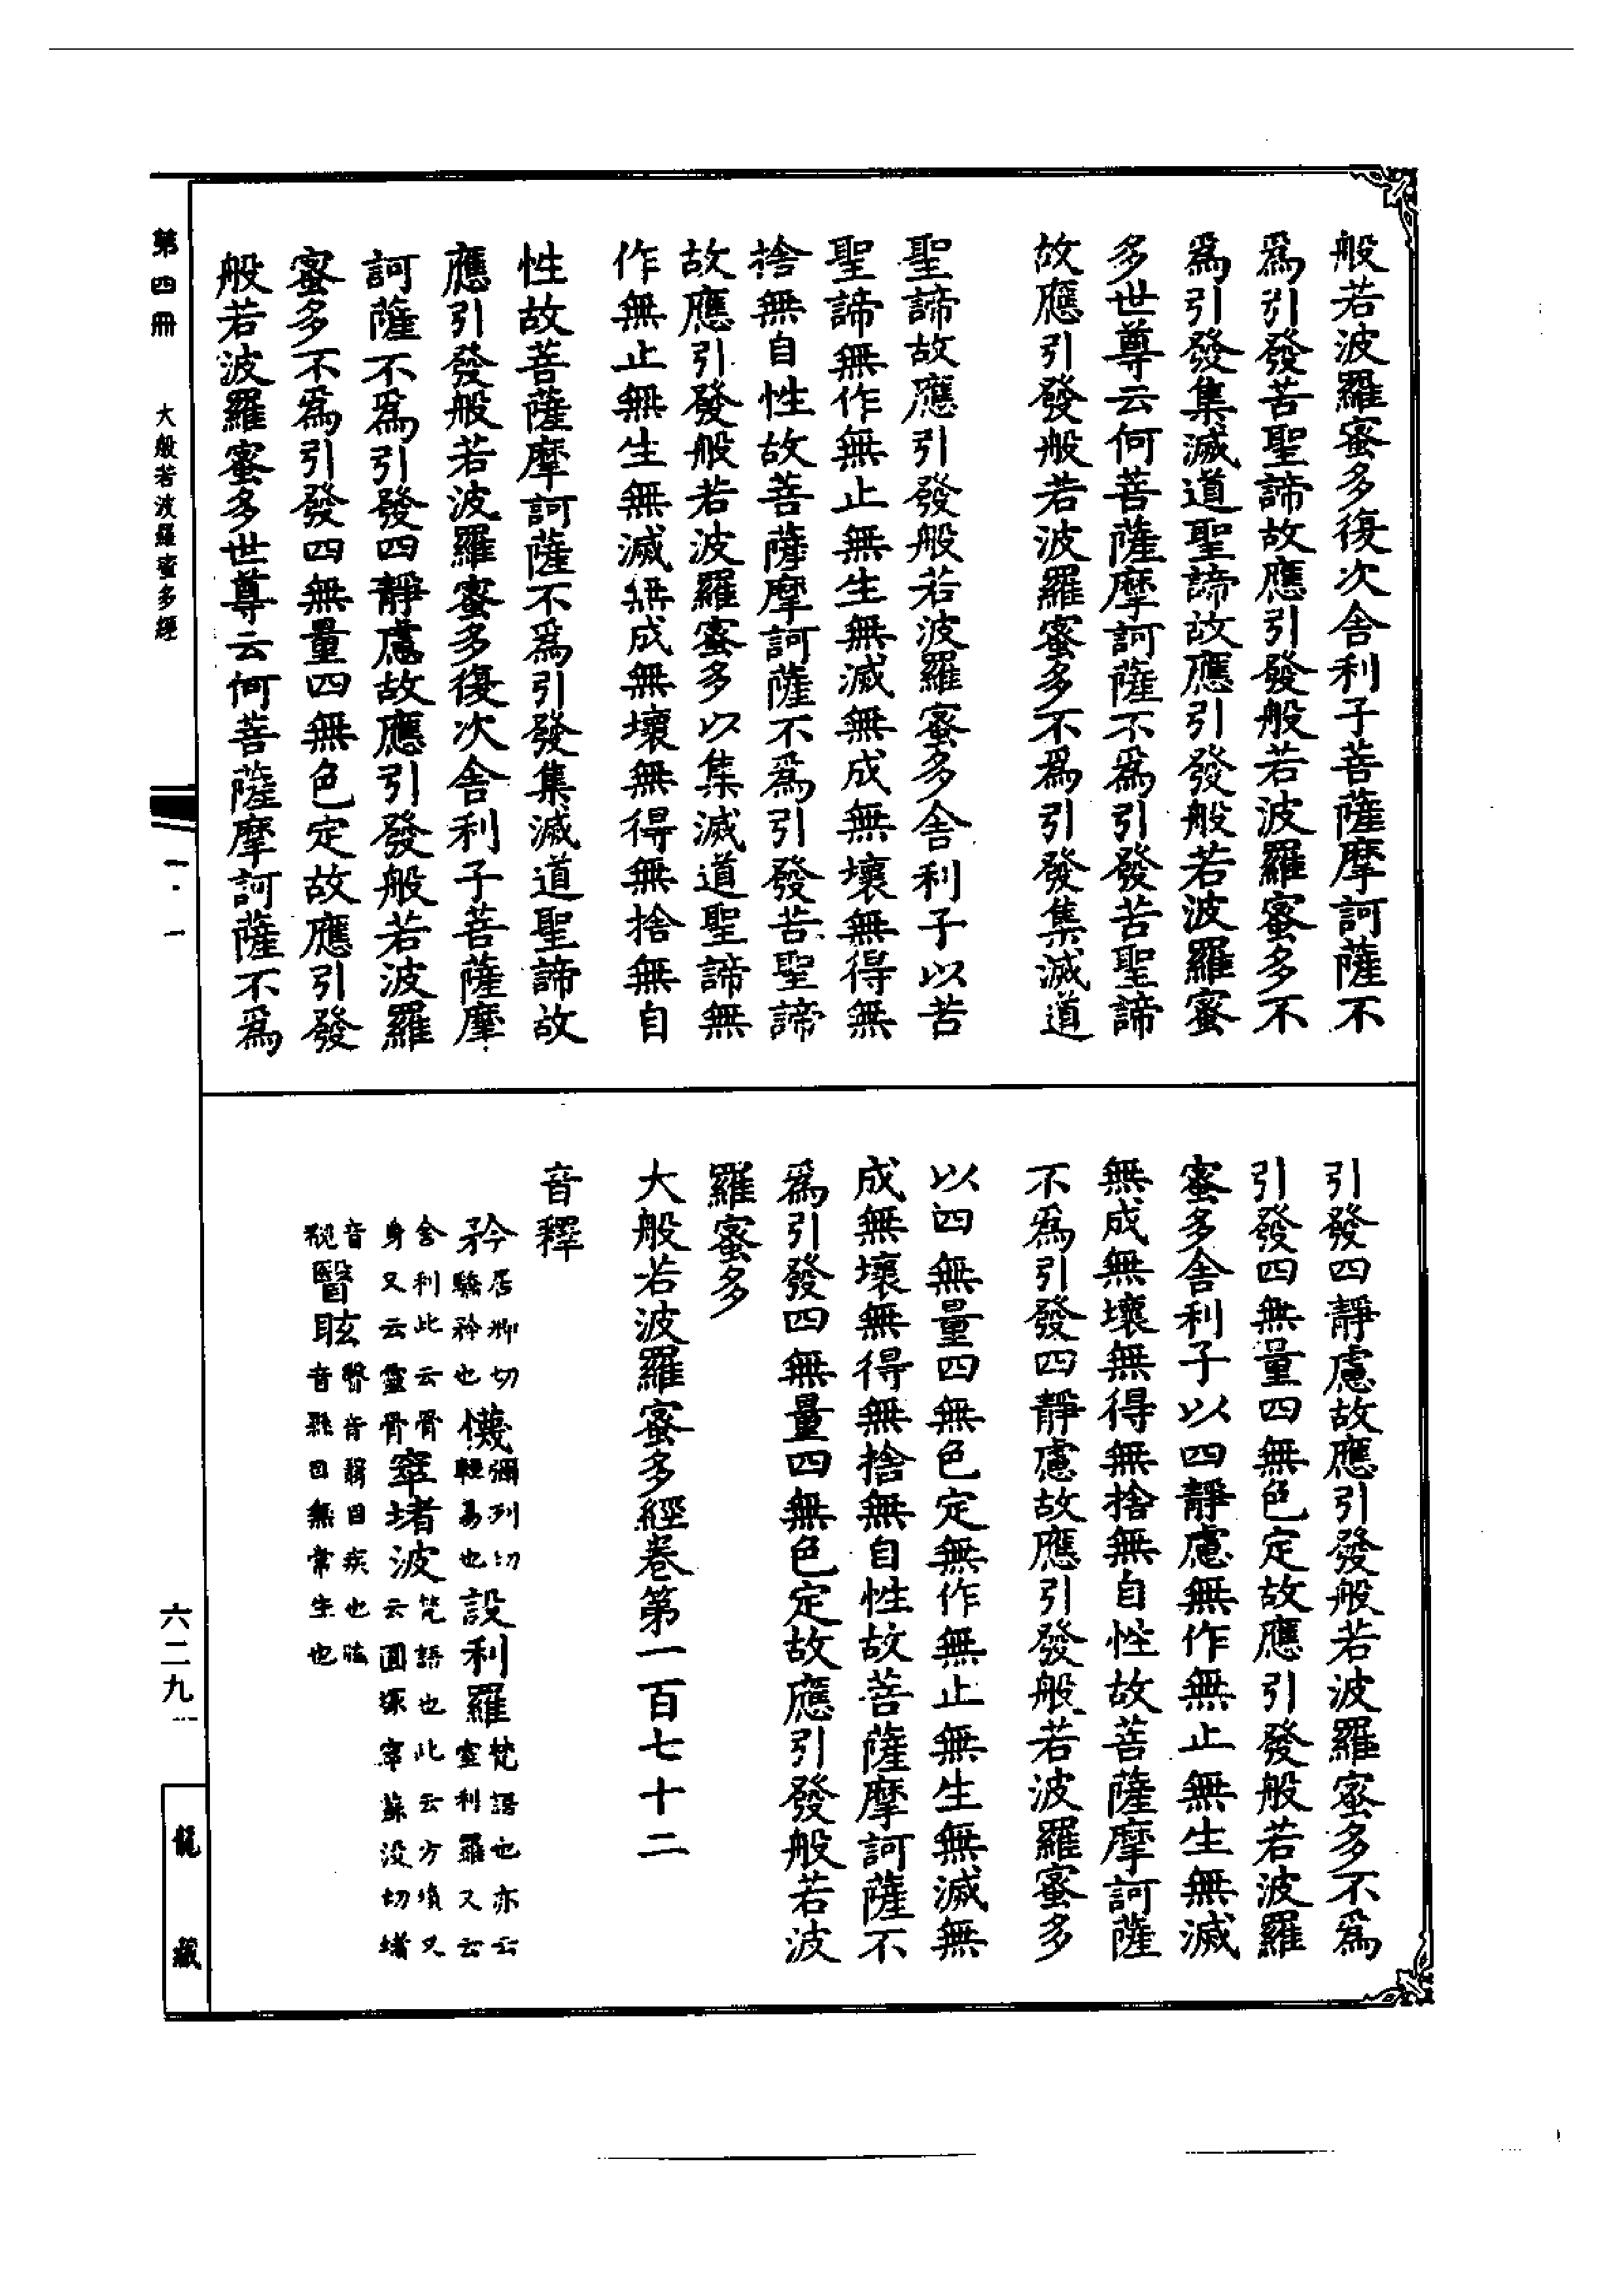 般若波羅蜜多復次舍利子菩薩摩訶薩不
爲引發苦聖諦故應引發般若波羅蜜多不
爲引發集滅道聖諦故應引發般若波羅蜜
多世尊云何菩薩摩訶薩不爲引發苦聖諦
故應引發般若波羅蜜多不爲引發集滅道
聖諦故應引發般若波羅蜜多舍利子以苦
聖諦無作無止無生無滅無成無壞無得無
捨無自性故菩薩摩訶薩不爲引發苦聖諦
故應引發般若波羅蜜多以集滅道聖諦無
作無止無生無滅無成無壞無得無捨無自
性故菩薩摩訶薩不爲引發集滅道聖諦故
應引發般若波羅蜜多復次舍利子菩薩摩
訶薩不爲引發四靜慮故應引發般若波羅
蜜多不爲引發四無量四無色定故應引發
般若波羅蜜多世尊云何菩薩摩訶薩不爲
引發四靜慮故應引發般若波羅蜜多不爲
引發四無量四無色定故應引發般若波羅
蜜多舍利子以四靜慮無作無止無生無滅
無成無壞無得無捨無自性故菩薩摩訶薩
不爲引發四靜慮故應引發般若波羅蜜多
以四無量四無色定無作無止無生無滅無
成無壞無得無捨無自性故菩薩摩訶薩不
爲引發四無量四無色定故應引發般若波
羅蜜多
大般若波羅蜜多經卷第一百七十二
音釋
矜居卿切驕矜也懱彌列切輕易也設利羅梵語也亦云室利羅又云
舍利此云骨身又云靈骨窣堵波梵語也此云方墳又云圓塚窣蘇没切堵
音覩瞖眩瞖音翳目疾也眩音縣目無常主也
第四冊
大般若波羅蜜多經
六二九
龍藏